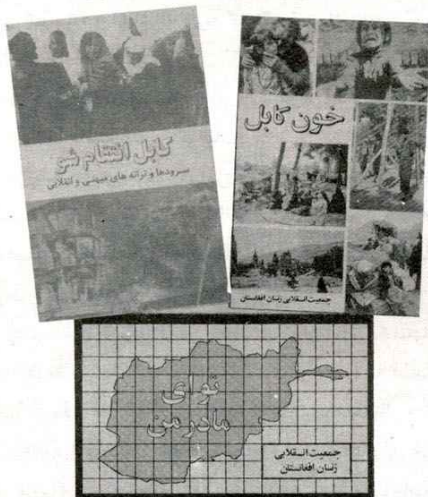 کابل انتقام شو
سرودها و ترانه های میهنی و انقلابی
خون کابل
جمعیت انقلابی زنان افغانستان
توای
مادر من
جمعیت انقلابی
زنان افغانستان